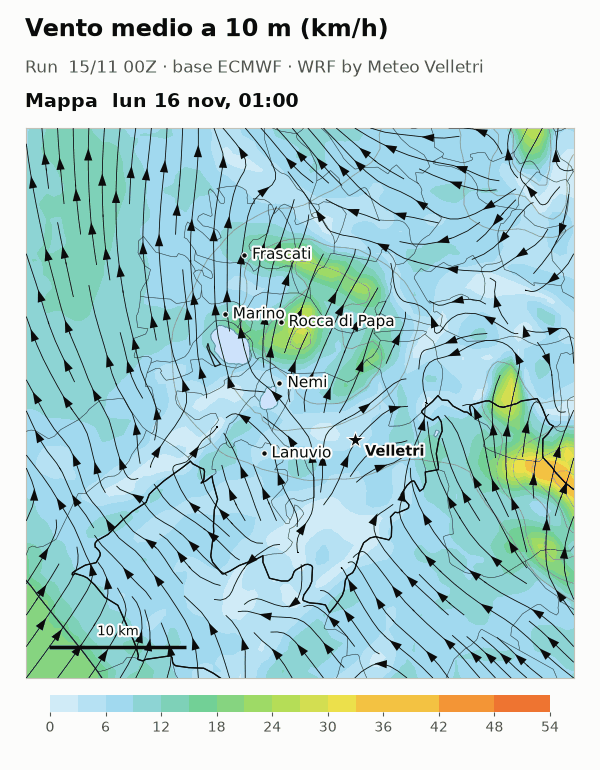 Vento medio a 10 m (km/h)
Run 15/11 00Z · base ECMWF · WRF by Meteo Velletri
Mappa lun 16 nov, 01:00
Frascati
Marino
Rocca di Papa
Nemi
Lanuvio
Velletri
10 km
0 6 12 18 24 30 36 42 48 54